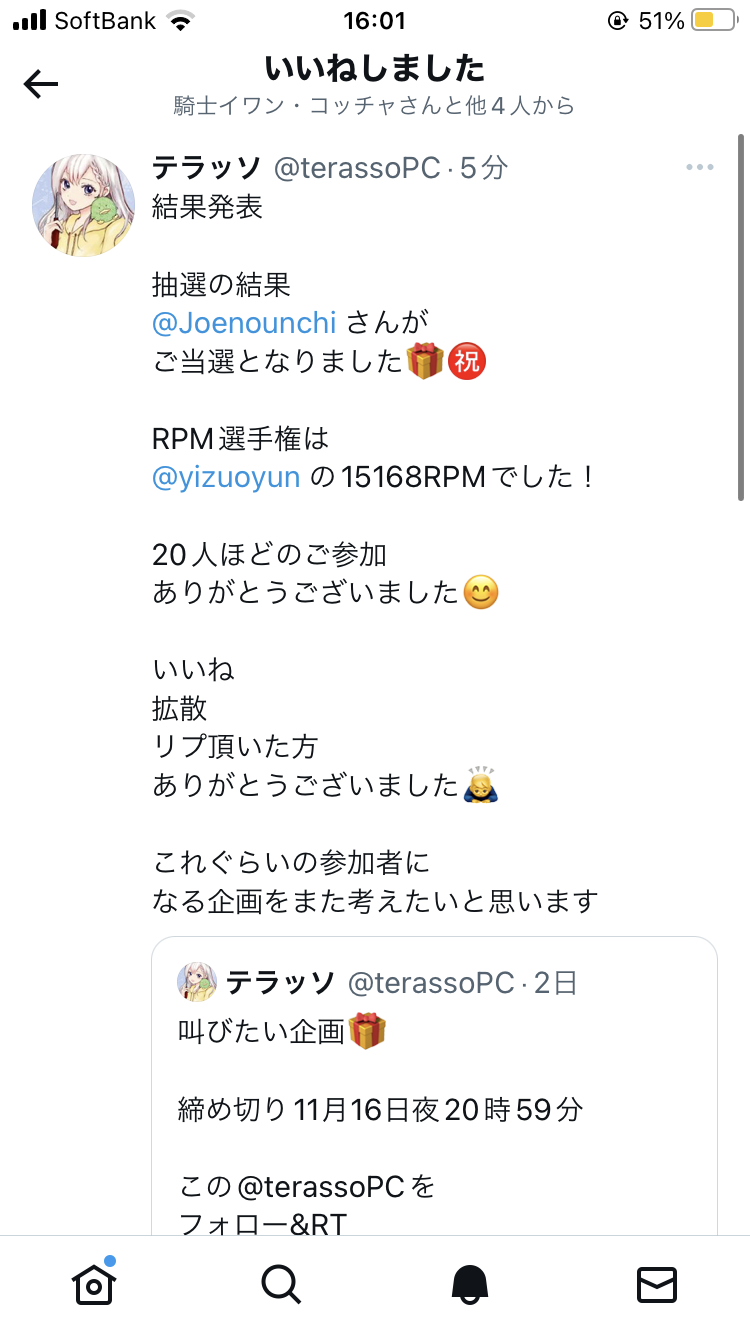 SoftBank 16:01 51%
いいねしました
騎士イワン・コッチャさんと他4人から
テラッソ @terassoPC · 5分
結果発表
抽選の結果
@Joenounchi さんが
ご当選となりました🎁㊗️
RPM選手権は
@yizuoyun の15168RPMでした！
20人ほどのご参加
ありがとうございました😊
いいね
拡散
リプ頂いた方
ありがとうございました🙇
これぐらいの参加者に
なる企画をまた考えたいと思います
テラッソ @terassoPC · 2日
叫びたい企画🎁
締め切り11月16日夜20時59分
この@terassoPCを
フォロー&RT